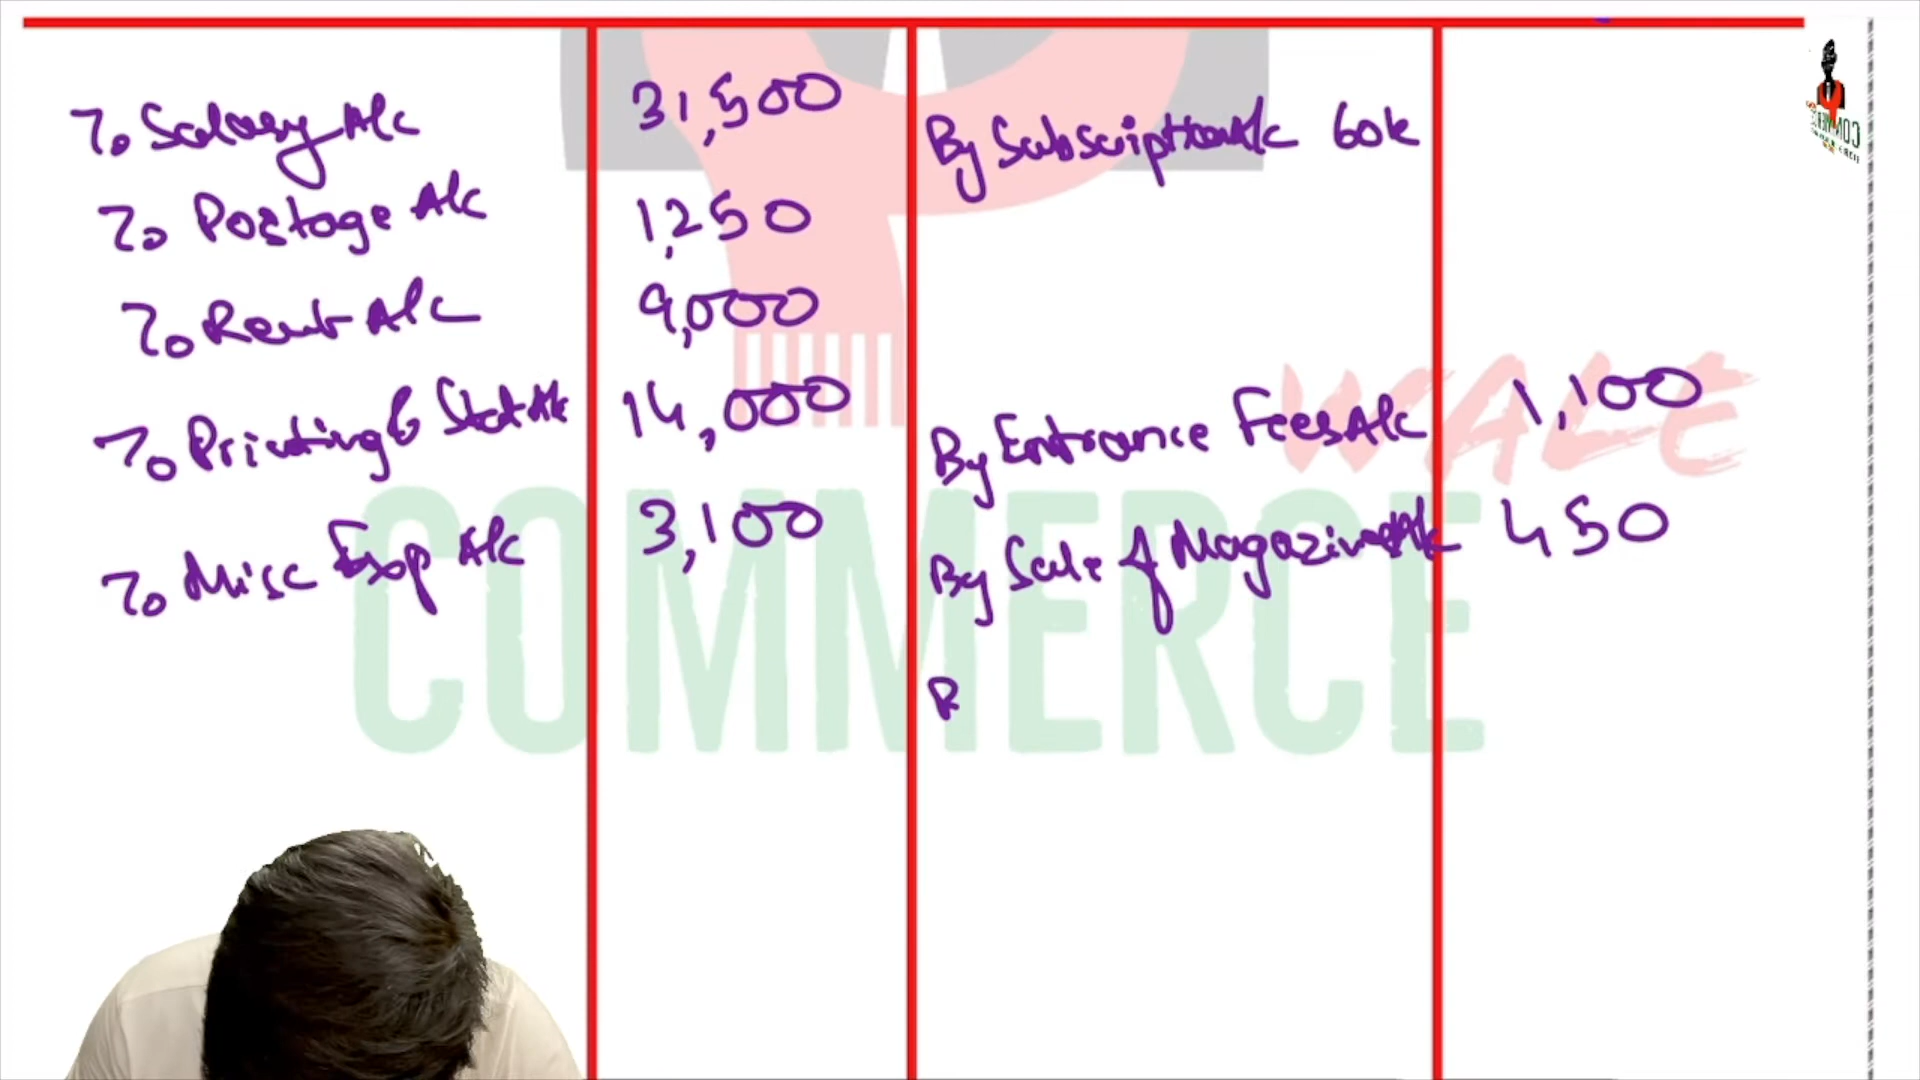 To Salary A/c 31,500
To Postage A/c 1,250
To Rent A/c 9,000
To Printing & Stat A/c 14,000
To Misc Exp A/c 3,100
By Subscription A/c 60k
By Entrance Fees A/c 1,100
By Sale of Magazine A/c 450
B
WALE
COMMERCE